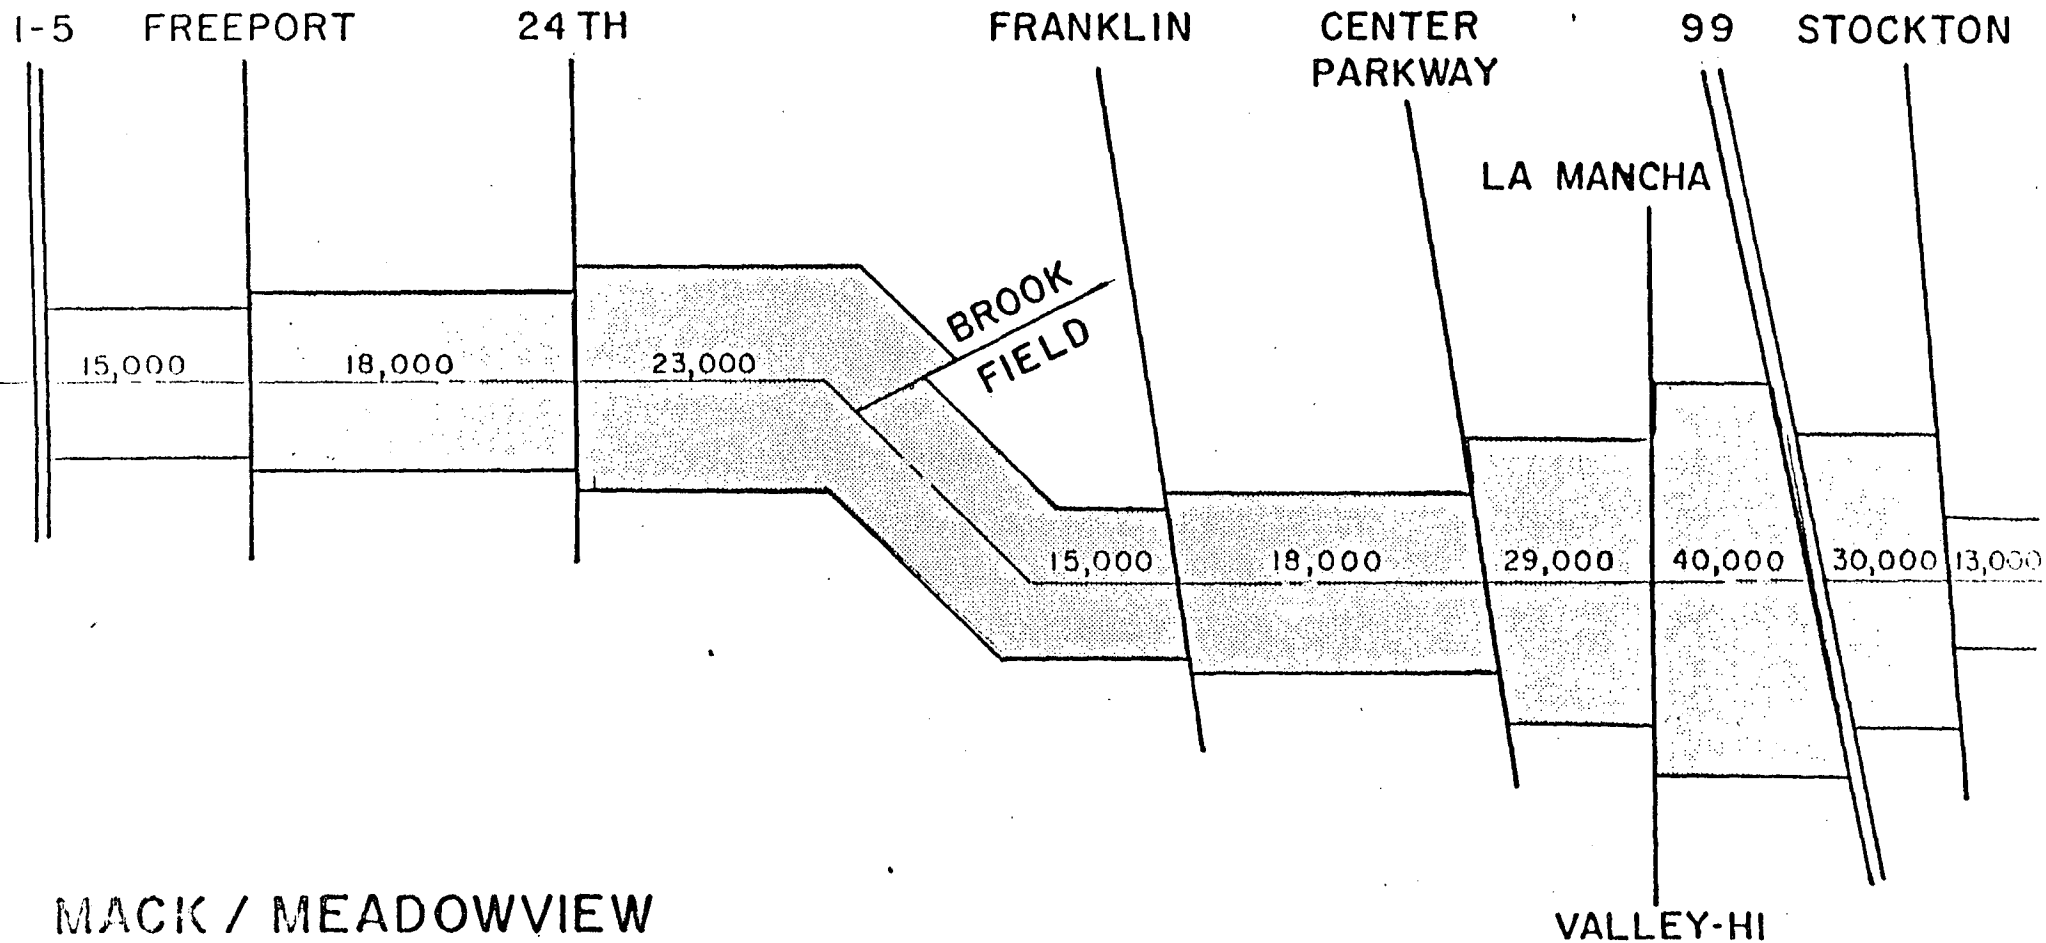 I-5 FREEPORT 24 TH FRANKLIN CENTER PARKWAY 99 STOCKTON
LA MANCHA
BROOK
FIELD
15,000 18,000 23,000
15,000 18,000 29,000 40,000 30,000 13,000
MACK / MEADOWVIEW
VALLEY-HI